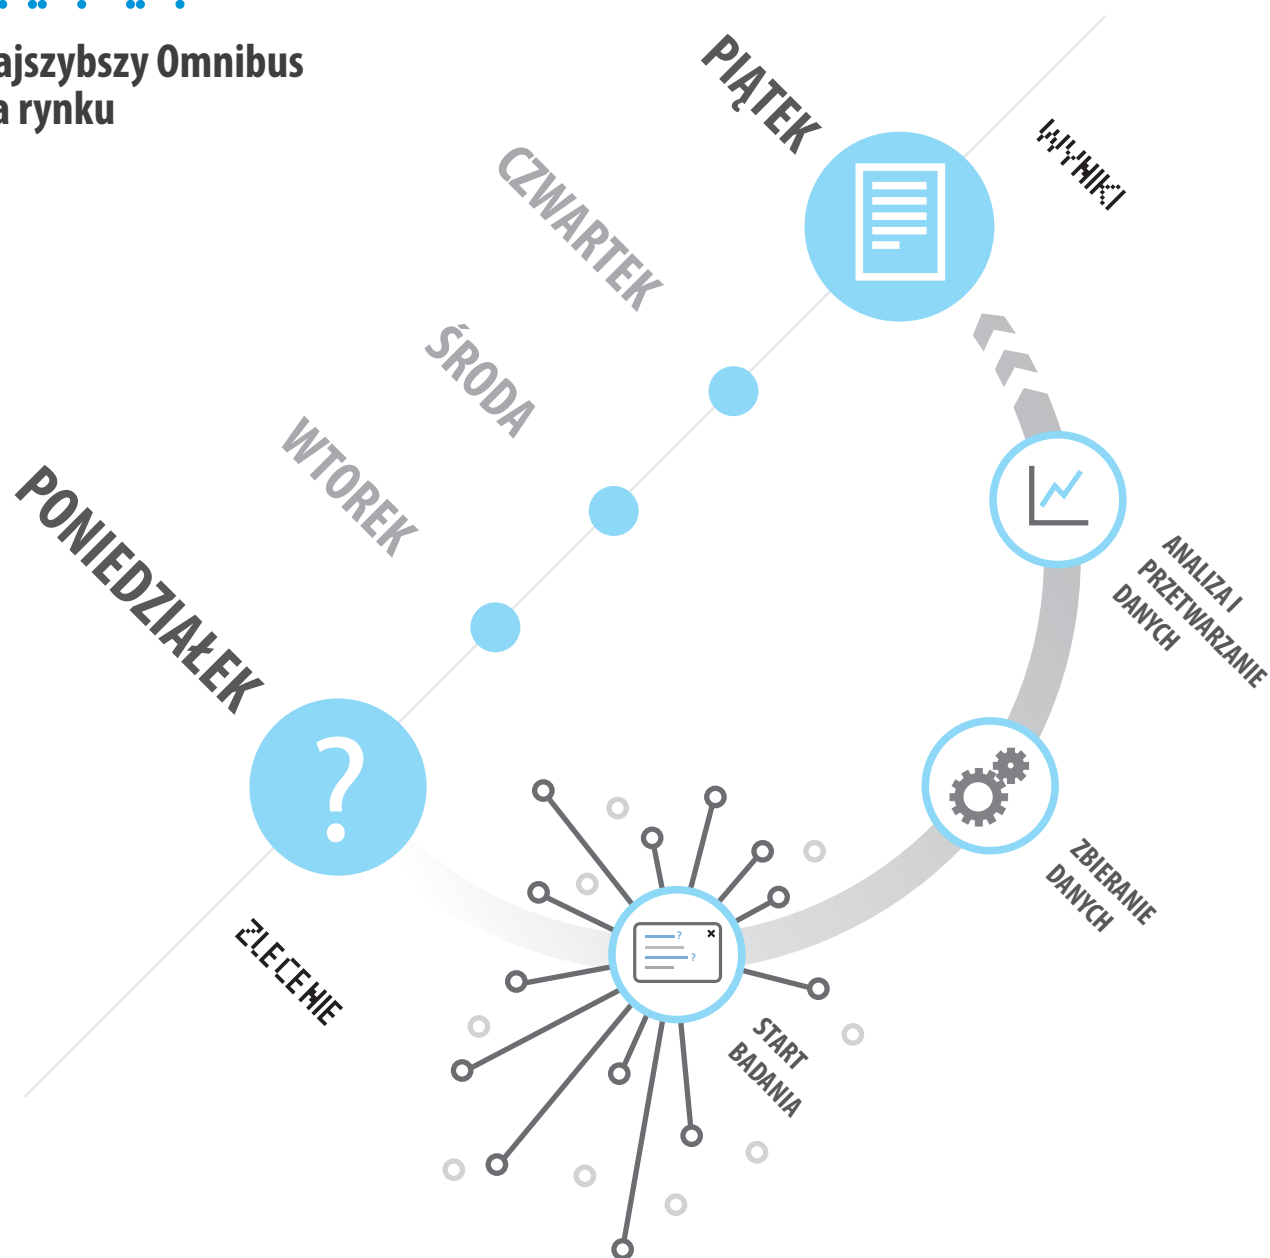 ajszybszy Omnibus
a rynku
PIĄTEK
WYNIKI
CZWARTEK
ŚRODA
WTOREK
PONIEDZIAŁEK
?
ZLECENIE
?
?
START
BADANIA
ZBIERANIE
DANYCH
ANALIZA I
PRZETWARZANIE
DANYCH